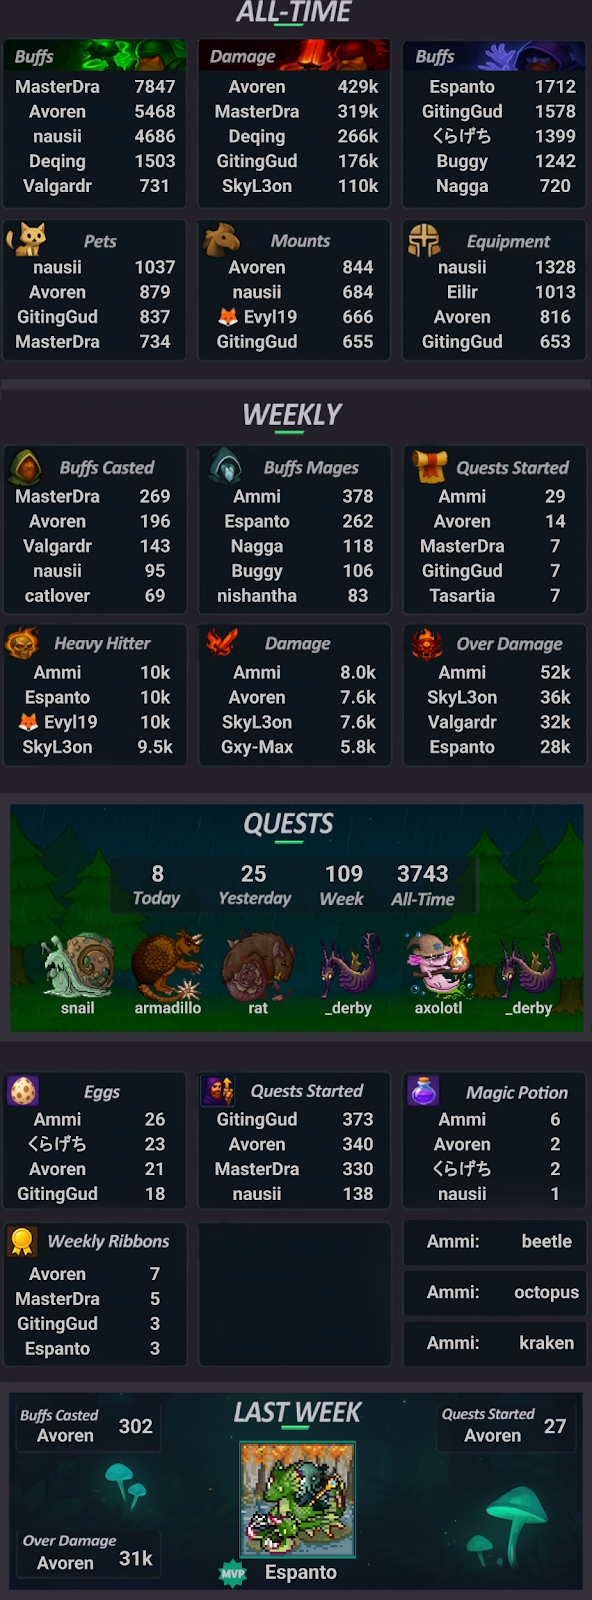 ALL-TIME
Buffs
MasterDra 7847
Avoren 5468
nausii 4686
Deqing 1503
Valgardr 731
Damage
Avoren 429k
MasterDra 319k
Deqing 266k
GitingGud 176k
SkyL3on 110k
Buffs
Espanto 1712
GitingGud 1578
くらげち 1399
Buggy 1242
Nagga 720
Pets
nausii 1037
Avoren 879
GitingGud 837
MasterDra 734
Mounts
Avoren 844
nausii 684
🦊 Evyl19 666
GitingGud 655
Equipment
nausii 1328
Eilir 1013
Avoren 816
GitingGud 653
WEEKLY
Buffs Casted
MasterDra 269
Avoren 196
Valgardr 143
nausii 95
catlover 69
Buffs Mages
Ammi 378
Espanto 262
Nagga 118
Buggy 106
nishantha 83
Quests Started
Ammi 29
Avoren 14
MasterDra 7
GitingGud 7
Tasartia 7
Heavy Hitter
Ammi 10k
Espanto 10k
🦊 Evyl19 10k
SkyL3on 9.5k
Damage
Ammi 8.0k
Avoren 7.6k
SkyL3on 7.6k
Gxy-Max 5.8k
Over Damage
Ammi 52k
SkyL3on 36k
Valgardr 32k
Espanto 28k
QUESTS
8 25 109 3743
Today Yesterday Week All-Time
snail armadillo rat _derby axolotl _derby
Eggs
Ammi 26
くらげち 23
Avoren 21
GitingGud 18
Quests Started
GitingGud 373
Avoren 340
MasterDra 330
nausii 138
Magic Potion
Ammi 6
Avoren 2
くらげち 2
nausii 1
Weekly Ribbons
Avoren 7
MasterDra 5
GitingGud 3
Espanto 3
Ammi: beetle
Ammi: octopus
Ammi: kraken
LAST WEEK
Buffs Casted
Avoren 302
Quests Started
Avoren 27
Over Damage
Avoren 31k
MVP Espanto